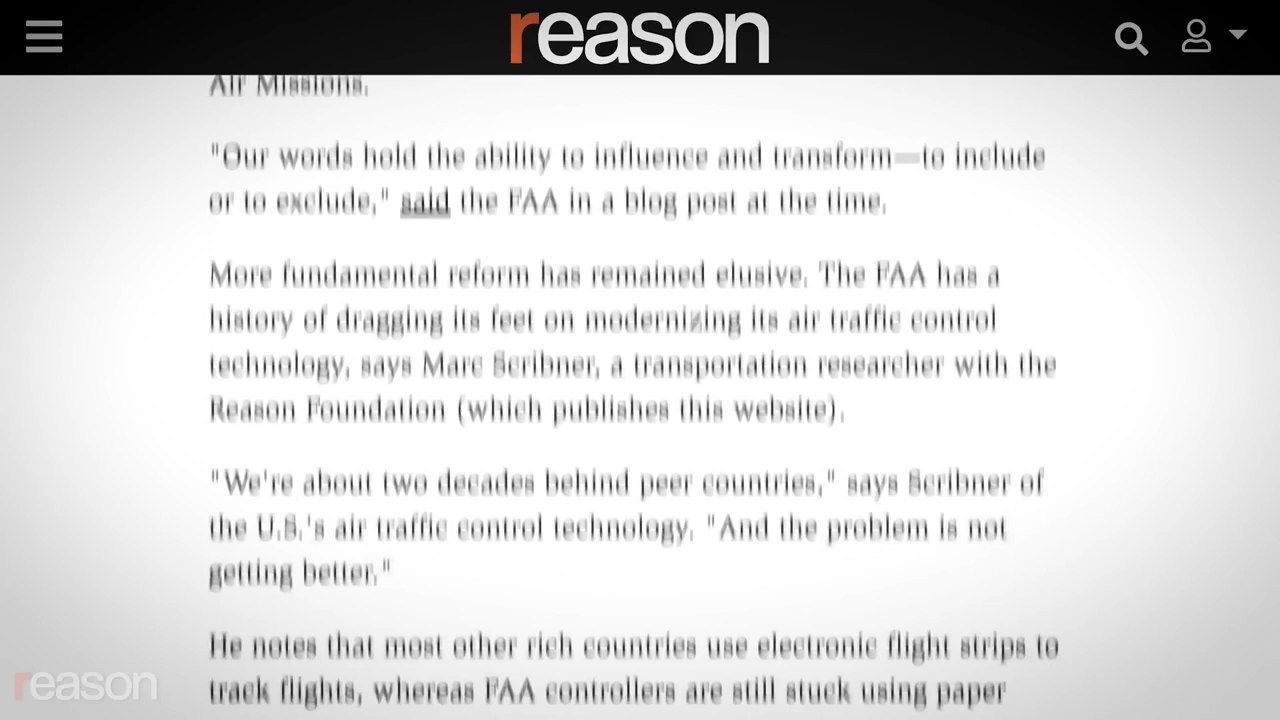 reason
Air Missions.
"Our words hold the ability to influence and transform—to include
or to exclude," said the FAA in a blog post at the time.
More fundamental reform has remained elusive. The FAA has a
history of dragging its feet on modernizing its air traffic control
technology, says Marc Scribner, a transportation researcher with the
Reason Foundation (which publishes this website).
"We're about two decades behind peer countries," says Scribner of
the U.S.'s air traffic control technology. "And the problem is not
getting better."
He notes that most other rich countries use electronic flight strips to
track flights, whereas FAA controllers are still stuck using paper
reason